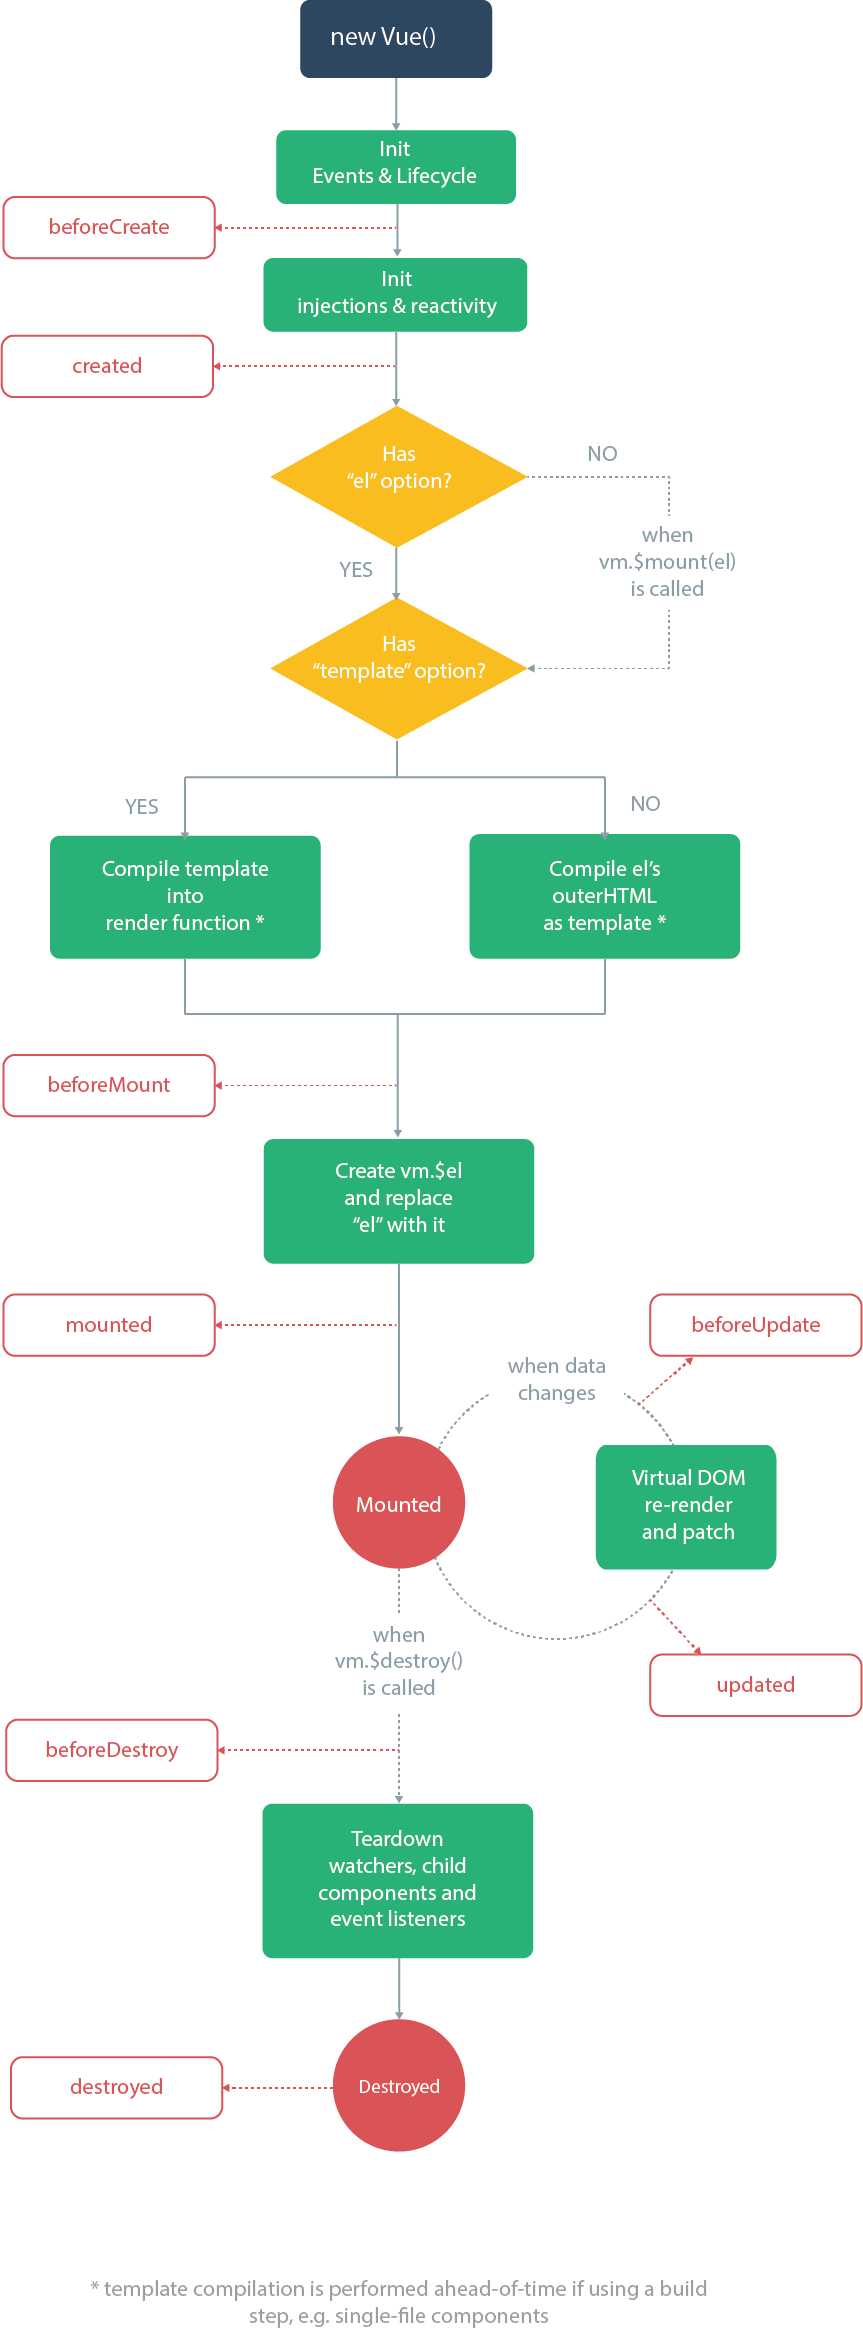 new Vue()
Init
Events & Lifecycle
beforeCreate
Init
injections & reactivity
created
Has
“el” option?
NO
when
vm.$mount(el)
is called
YES
Has
“template” option?
YES
NO
Compile template
into
render function *
Compile el’s
outerHTML
as template *
beforeMount
Create vm.$el
and replace
“el” with it
mounted
beforeUpdate
when data
changes
Mounted
Virtual DOM
re-render
and patch
when
vm.$destroy()
is called
updated
beforeDestroy
Teardown
watchers, child
components and
event listeners
destroyed
Destroyed
* template compilation is performed ahead-of-time if using a build
step, e.g. single-file components